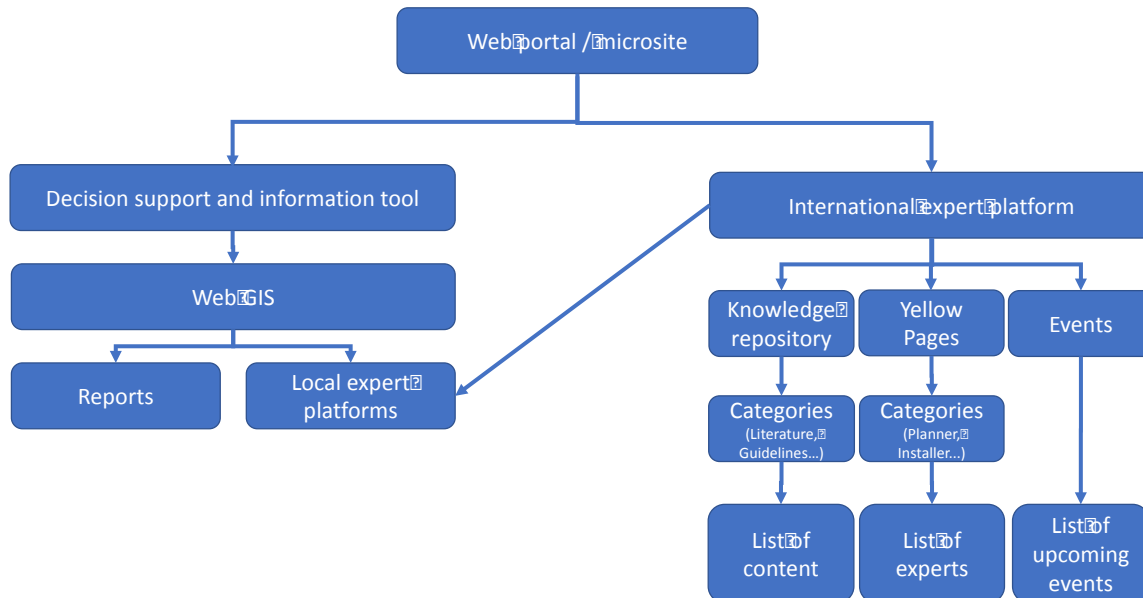 Web portal / microsite
Decision support and information tool
International expert platform
Web GIS
Knowledge
repository
Yellow
Pages
Events
Reports
Local expert
platforms
Categories
(Literature,
Guidelines...)
Categories
(Planner,
Installer...)
List of
content
List of
experts
List of
upcoming
events